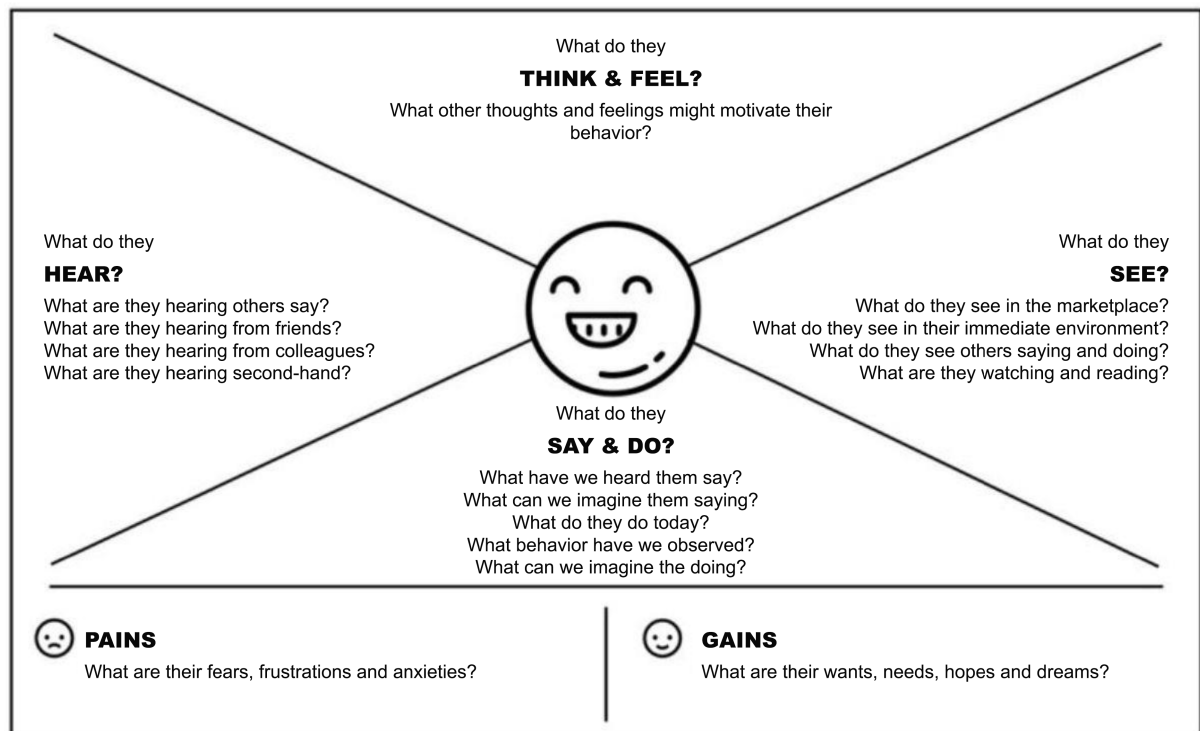 What do they
THINK & FEEL?
What other thoughts and feelings might motivate their
behavior?
What do they
HEAR?
What are they hearing others say?
What are they hearing from friends?
What are they hearing from colleagues?
What are they hearing second-hand?
What do they
SEE?
What do they see in the marketplace?
What do they see in their immediate environment?
What do they see others saying and doing?
What are they watching and reading?
What do they
SAY & DO?
What have we heard them say?
What can we imagine them saying?
What do they do today?
What behavior have we observed?
What can we imagine the doing?
PAINS
What are their fears, frustrations and anxieties?
GAINS
What are their wants, needs, hopes and dreams?